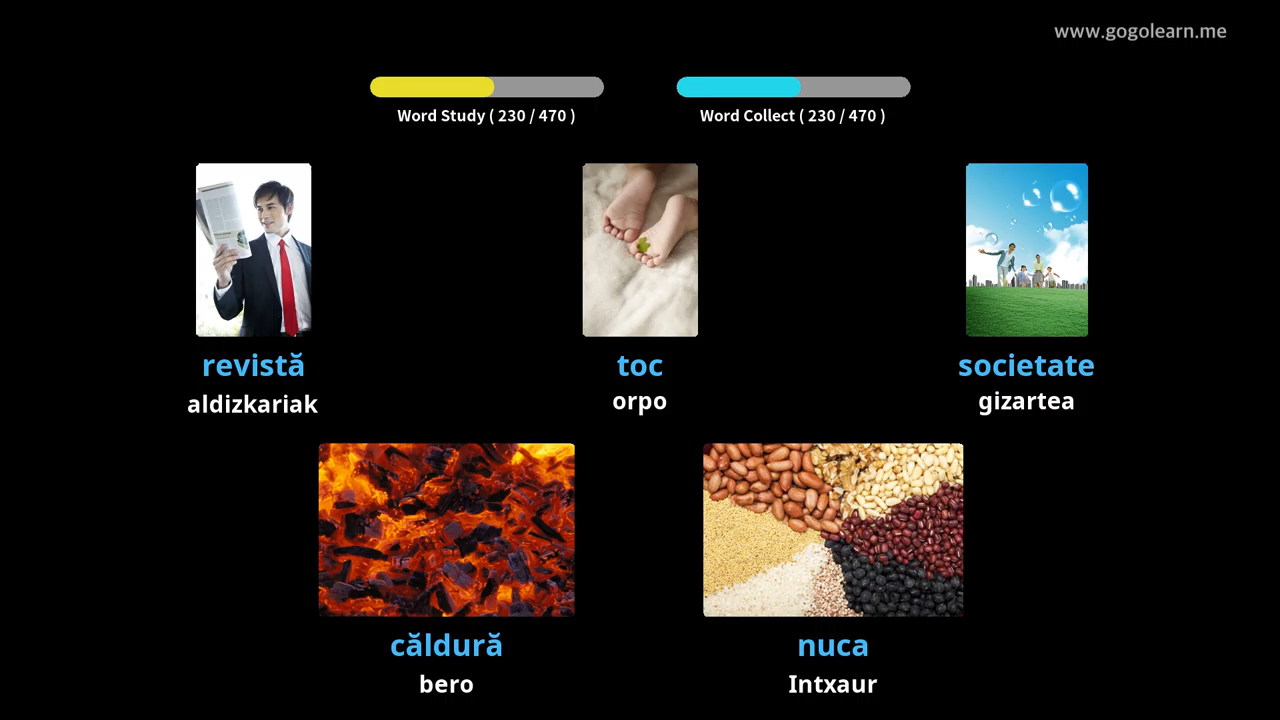 www.gogolearn.me
Word Study ( 230 / 470 )
Word Collect ( 230 / 470 )
revistă
aldizkariak
toc
orpo
societate
gizartea
căldură
bero
nuca
Intxaur